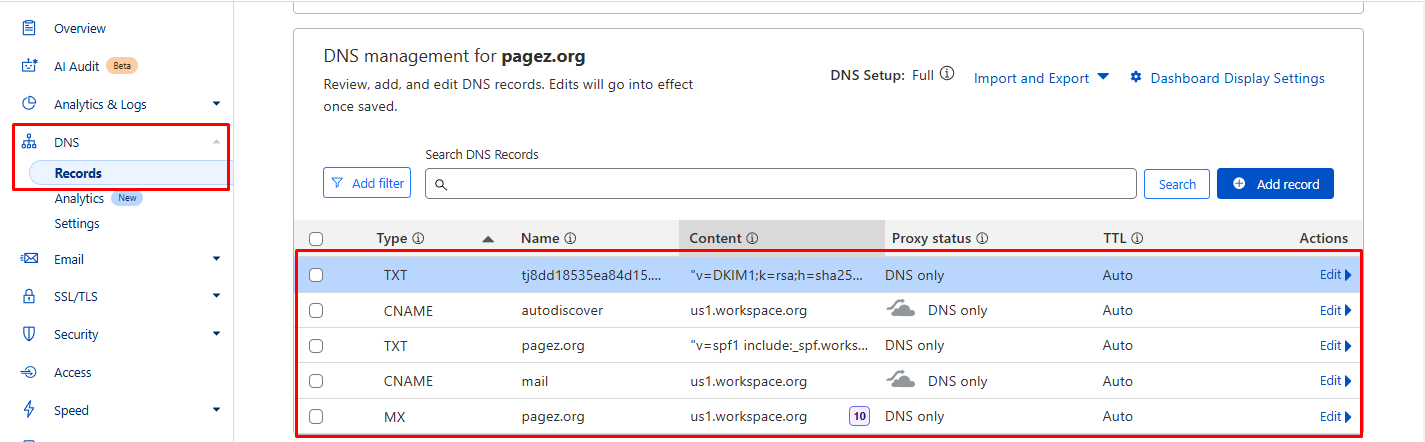 Overview
AI Audit Beta
Analytics & Logs
DNS
Records
Analytics New
Settings
Email
SSL/TLS
Security
Access
Speed
DNS management for pagez.org
Review, add, and edit DNS records. Edits will go into effect
once saved.
DNS Setup: Full
Import and Export
Dashboard Display Settings
Search DNS Records
Add filter
Search
Add record
Type Name Content Proxy status TTL Actions
TXT tj8dd18535ea84d15.... "v=DKIM1;k=rsa;h=sha25... DNS only Auto Edit
CNAME autodiscover us1.workspace.org DNS only Auto Edit
TXT pagez.org "v=spf1 include:_spf.works... DNS only Auto Edit
CNAME mail us1.workspace.org DNS only Auto Edit
MX pagez.org us1.workspace.org 10 DNS only Auto Edit